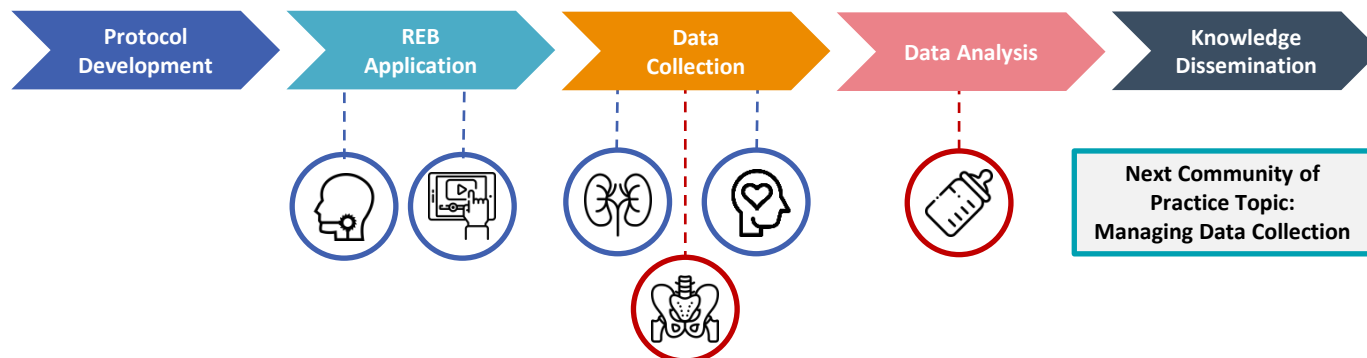 Protocol
Development
REB
Application
Data
Collection
Data Analysis
Knowledge
Dissemination
Next Community of
Practice Topic:
Managing Data Collection